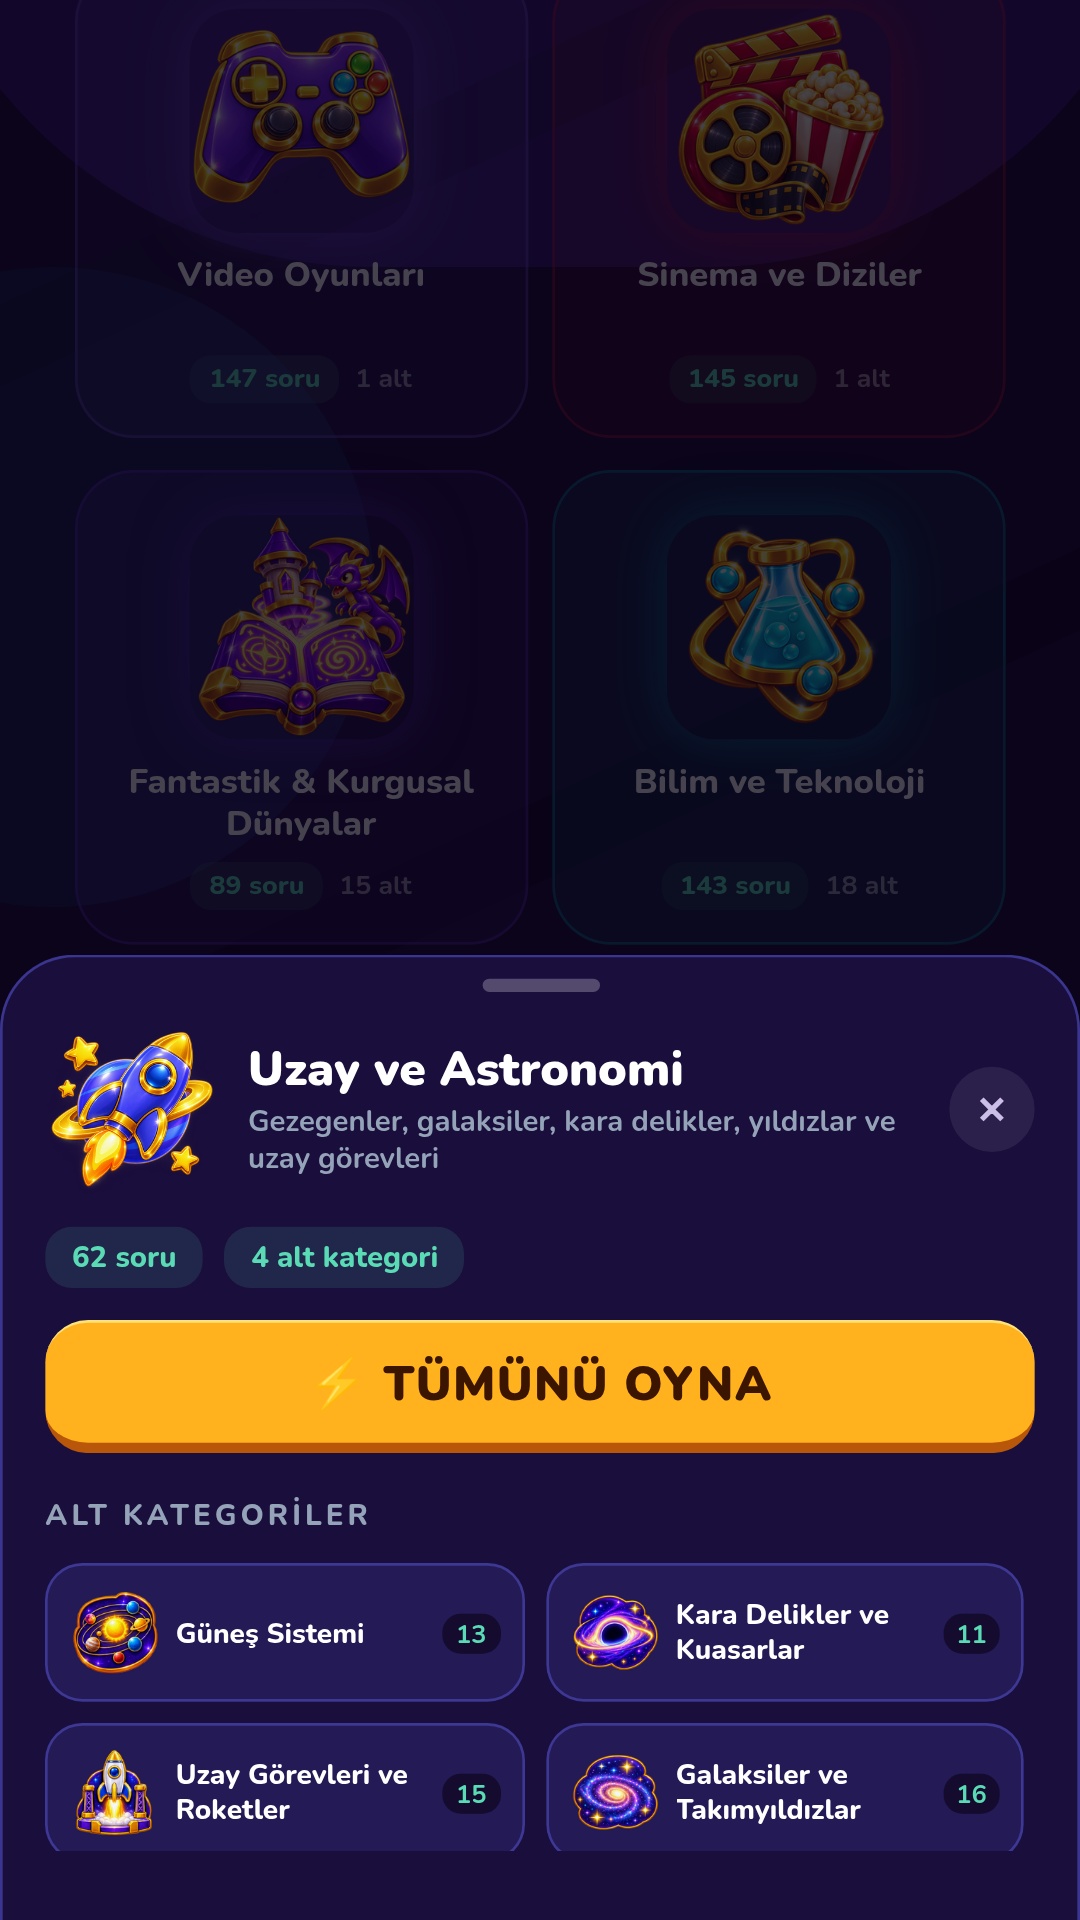 Video Oyunları
Sinema ve Diziler
147 soru 1 alt
145 soru 1 alt
Fantastik & Kurgusal
Dünyalar
Bilim ve Teknoloji
89 soru 15 alt
143 soru 18 alt
Uzay ve Astronomi
Gezegenler, galaksiler, kara delikler, yıldızlar ve
uzay görevleri
62 soru
4 alt kategori
⚡ TÜMÜNÜ OYNA
ALT KATEGORİLER
Güneş Sistemi
13
Kara Delikler ve
Kuasarlar
11
Uzay Görevleri ve
Roketler
15
Galaksiler ve
Takımyıldızlar
16